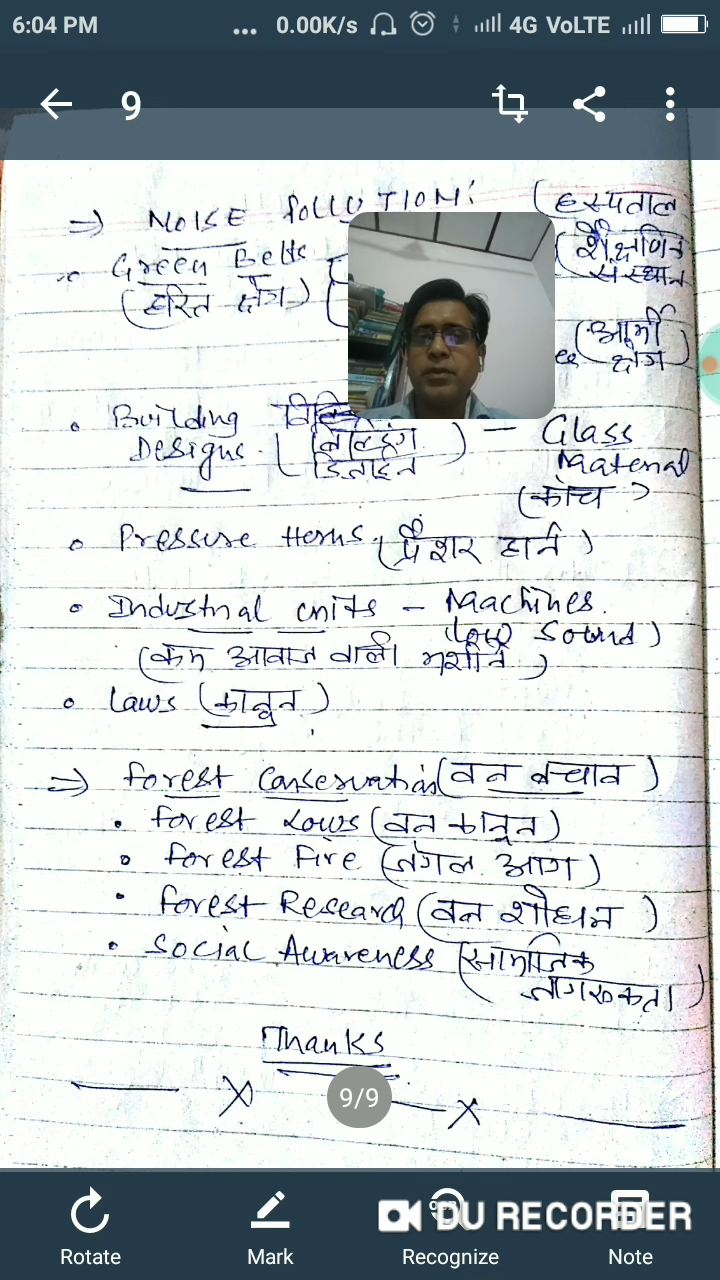 6:04 PM ... 0.00K/s 4G VoLTE
9
⇒ NOISE POLLUTION: (हस्पताल
• Green Belts (शैक्षणिक
(हरित क्षेत्र) संस्थान
(आर्मी
क्षेत्र)
• Building (बिल्डिंग) – Glass
Designs. डिजाइन Material
(कांच)
• Pressure Horns. (प्रैशर हार्न)
• Industrial units – Machines.
(low Sound)
(कम आवाज वाली मशीनें)
• Laws (कानून)
⇒ Forest Conservation (वन बचाव)
• Forest Laws (वन कानून)
• Forest Fire (जंगल आग)
• Forest Research (वन शोधन)
• Social Awareness (सामाजिक
जागरुकता)
Thanks
X 9/9 X
DU RECORDER
Rotate Mark Recognize Note